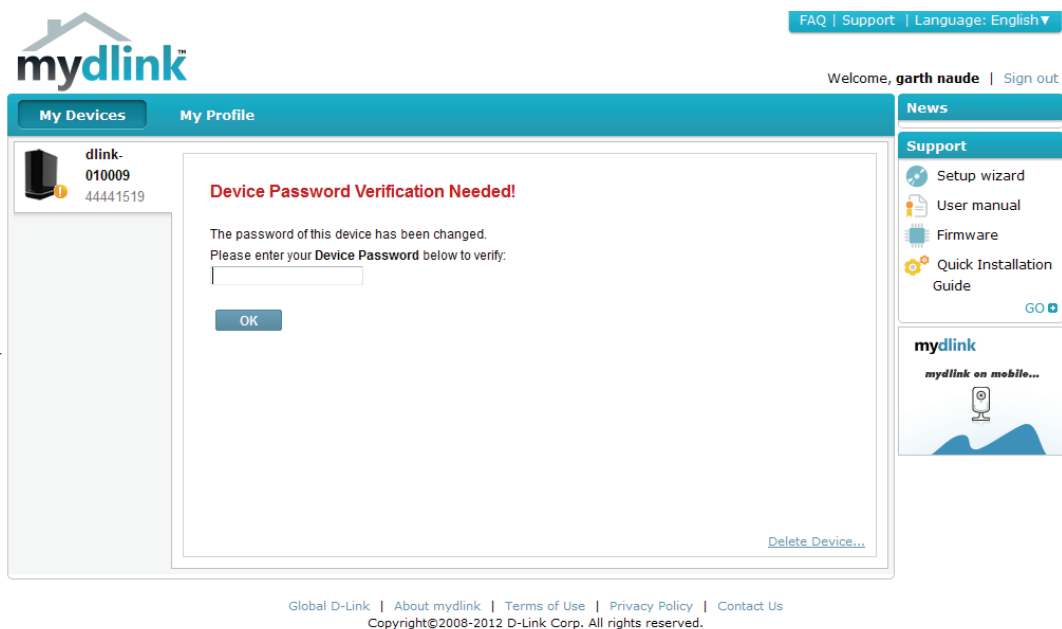 FAQ | Support | Language: English▼
mydlink™
Welcome, garth naude | Sign out
My Devices
My Profile
dlink-
010009
44441519
Device Password Verification Needed!
The password of this device has been changed.
Please enter your Device Password below to verify:
OK
Delete Device...
News
Support
Setup wizard
User manual
Firmware
Quick Installation
Guide
GO
mydlink
mydlink on mobile...
Global D-Link | About mydlink | Terms of Use | Privacy Policy | Contact Us
Copyright©2008-2012 D-Link Corp. All rights reserved.